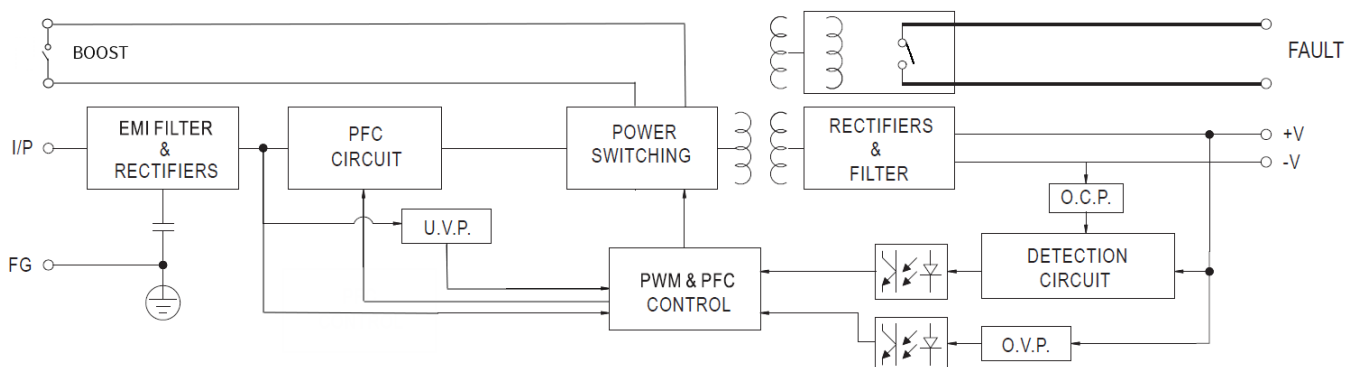 BOOST
FAULT
I/P
EMI FILTER
&
RECTIFIERS
PFC
CIRCUIT
POWER
SWITCHING
RECTIFIERS
&
FILTER
+V
-V
O.C.P.
U.V.P.
FG
PWM & PFC
CONTROL
DETECTION
CIRCUIT
O.V.P.